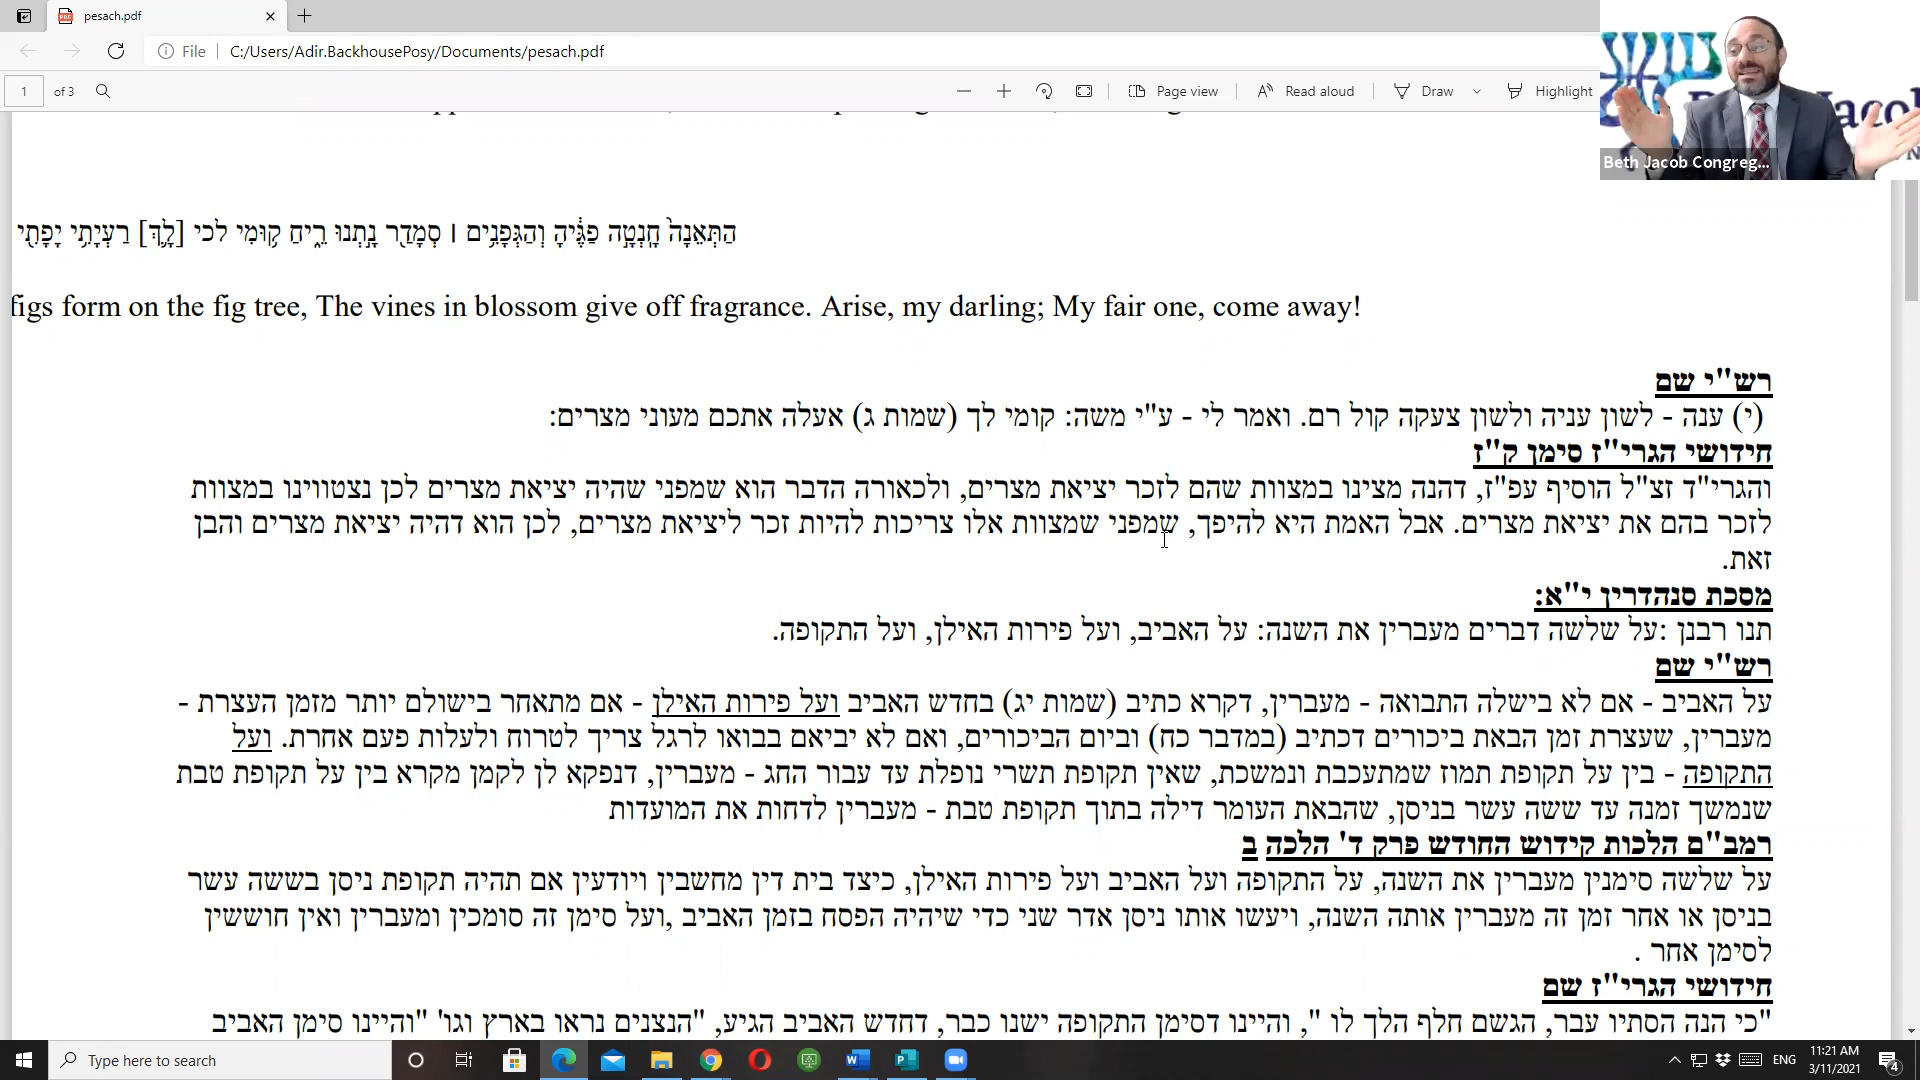 pesach.pdf
File
C:/Users/Adir.BackhousePosy/Documents/pesach.pdf
1 of 3
Page view
Read aloud
Draw
Highlight
Beth Jacob Congreg...
הַתְּאֵנָה֙ חָֽנְטָ֣ה פַגֶּ֔יהָ וְהַגְּפָנִ֥ים ׀ סְמָדַ֖ר נָ֣תְנוּ רֵ֑יחַ ק֥וּמִי לכי [לָ֛ךְ] רַעְיָתִ֥י יָפָתִ֖י
figs form on the fig tree, The vines in blossom give off fragrance. Arise, my darling; My fair one, come away!
רש"י שם
(י) ענה - לשון עניה ולשון צעקה קול רם. ואמר לי - ע"י משה: קומי לך (שמות ג) אעלה אתכם מעוני מצרים:
חידושי הגרי"ז סימן ק"ז
והגרי"ד זצ"ל הוסיף עפ"ז, דהנה מצינו במצוות שהם לזכר יציאת מצרים, ולכאורה הדבר הוא שמפני שהיה יציאת מצרים לכן נצטווינו במצוות
לזכר בהם את יציאת מצרים. אבל האמת היא להיפך, שמפני שמצוות אלו צריכות להיות זכר ליציאת מצרים, לכן הוא דהיה יציאת מצרים והבן
זאת.
מסכת סנהדרין י"א:
תנו רבנן :על שלשה דברים מעברין את השנה: על האביב, ועל פירות האילן, ועל התקופה.
רש"י שם
על האביב - אם לא בישלה התבואה - מעברין, דקרא כתיב (שמות יג) בחדש האביב ועל פירות האילן - אם מתאחר בישולם יותר מזמן העצרת -
מעברין, שעצרת זמן הבאת ביכורים דכתיב (במדבר כח) וביום הביכורים, ואם לא יביאם בבואו לרגל צריך לטרוח ולעלות פעם אחרת. ועל
התקופה - בין על תקופת תמוז שמתעכבת ונמשכת, שאין תקופת תשרי נופלת עד עבור החג - מעברין, דנפקא לן לקמן מקרא בין על תקופת טבת
שנמשך זמנה עד ששה עשר בניסן, שהבאת העומר דילה בתוך תקופת טבת - מעברין לדחות את המועדות
רמב"ם הלכות קידוש החודש פרק ד' הלכה ב
על שלשה סימנין מעברין את השנה, על התקופה ועל האביב ועל פירות האילן, כיצד בית דין מחשבין ויודעין אם תהיה תקופת ניסן בששה עשר
בניסן או אחר זמן זה מעברין אותה השנה, ויעשו אותו ניסן אדר שני כדי שיהיה הפסח בזמן האביב ,ועל סימן זה סומכין ומעברין ואין חוששין
לסימן אחר .
חידושי הגרי"ז שם
"כי הנה הסתיו עבר, הגשם חלף הלך לו ", והיינו דסימן התקופה ישנו כבר, דחדש האביב הגיע, "הנצנים נראו בארץ וגו' "והיינו סימן האביב
Type here to search
ENG
11:21 AM
3/11/2021
4